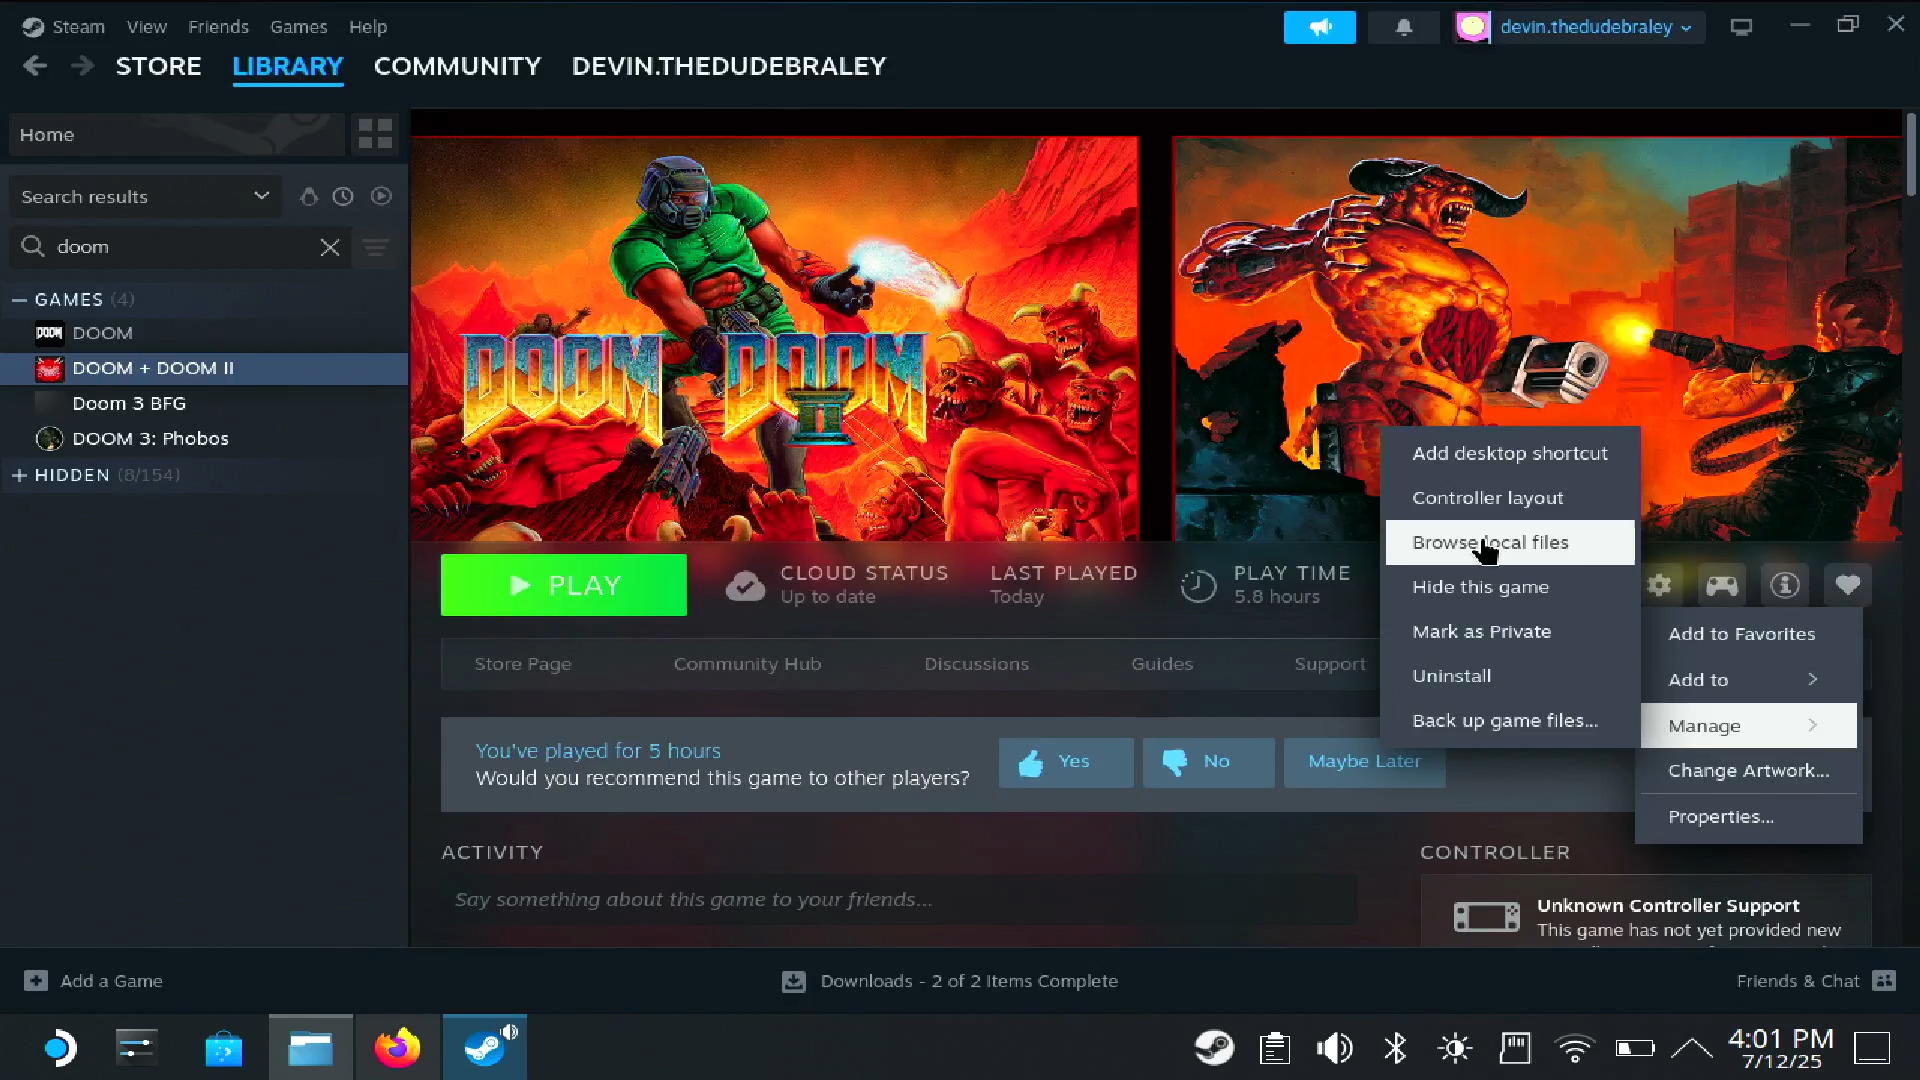 Steam View Friends Games Help
devin.thedudebraley
STORE LIBRARY COMMUNITY DEVIN.THEDUDEBRALEY
Home
Search results
doom
GAMES (4)
DOOM
DOOM + DOOM II
Doom 3 BFG
DOOM 3: Phobos
HIDDEN (8/154)
DOOM DOOM
II
Add desktop shortcut
Controller layout
Browse local files
Hide this game
Mark as Private
Uninstall
Back up game files...
Add to Favorites
Add to
Manage
Change Artwork...
Properties...
PLAY
CLOUD STATUS
Up to date
LAST PLAYED
Today
PLAY TIME
5.8 hours
Store Page Community Hub Discussions Guides Support
You've played for 5 hours
Would you recommend this game to other players?
Yes No Maybe Later
ACTIVITY
Say something about this game to your friends...
CONTROLLER
Unknown Controller Support
This game has not yet provided new
Add a Game
Downloads - 2 of 2 Items Complete
Friends & Chat
4:01 PM
7/12/25